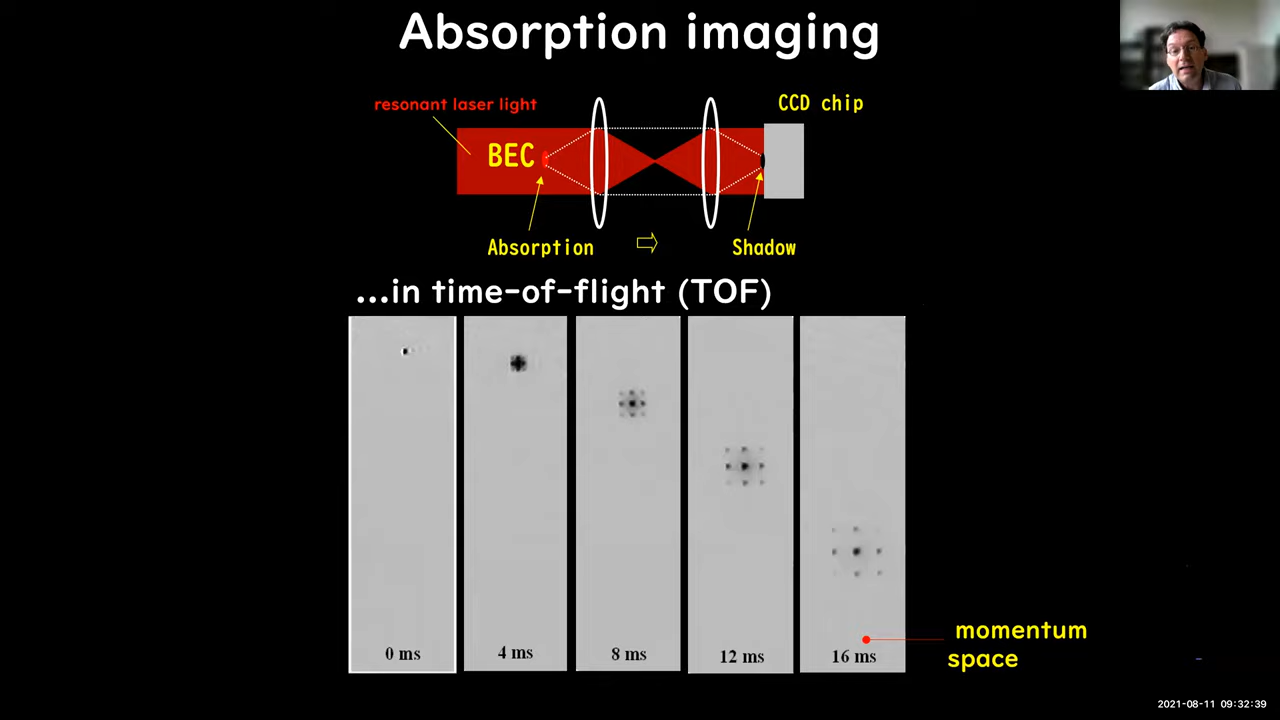 Absorption imaging
resonant laser light
CCD chip
BEC
Absorption
Shadow
...in time-of-flight (TOF)
0 ms
4 ms
8 ms
12 ms
16 ms
momentum
space
2021-08-11 09:32:39